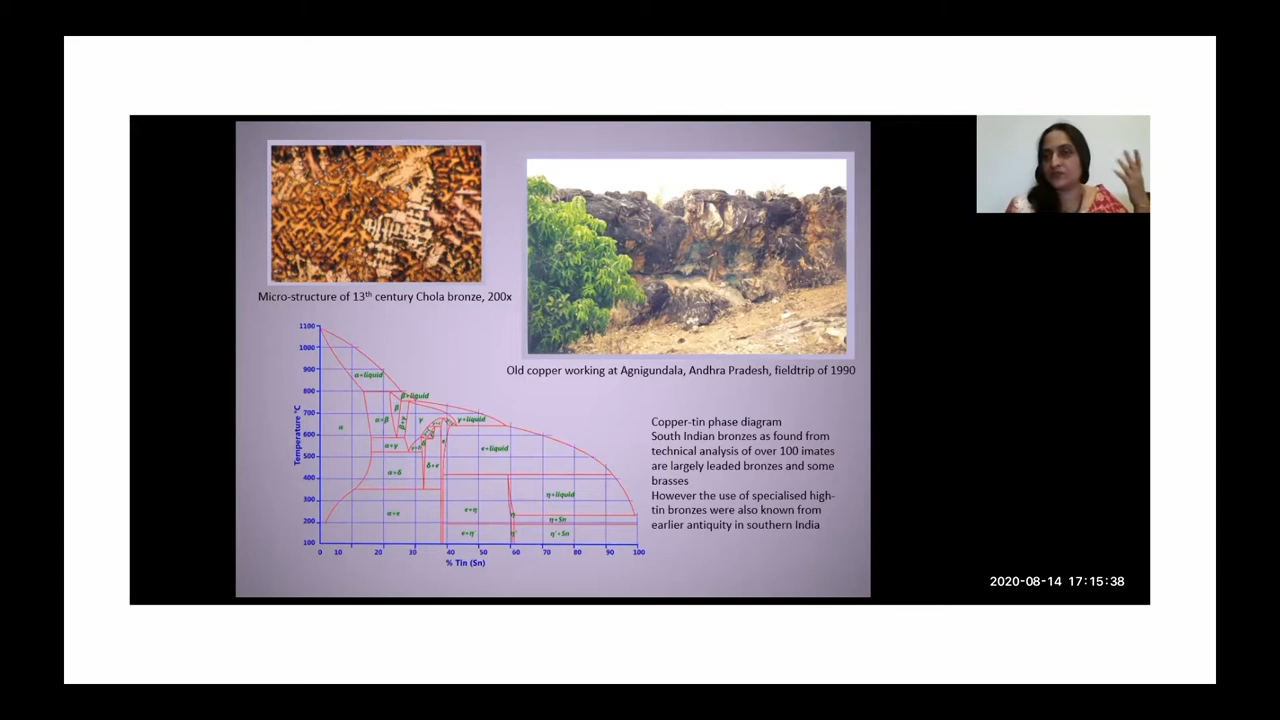 Micro-structure of 13th century Chola bronze, 200x
Old copper working at Agnigundala, Andhra Pradesh, fieldtrip of 1990
1100
1000
900
800
700
600
500
400
300
200
100
Temperature °C
α+liquid
β+liquid
β
α+β
β+γ
γ
γ+liquid
α
α+γ
ε+liquid
δ+ε
α+δ
η+liquid
α+ε
ε+η
η
η+Sn
ε+η'
η'
η'+Sn
0 10 20 30 40 50 60 70 80 90 100
% Tin (Sn)
Copper-tin phase diagram
South Indian bronzes as found from
technical analysis of over 100 imates
are largely leaded bronzes and some
brasses
However the use of specialised high-
tin bronzes were also known from
earlier antiquity in southern India
2020-08-14 17:15:38